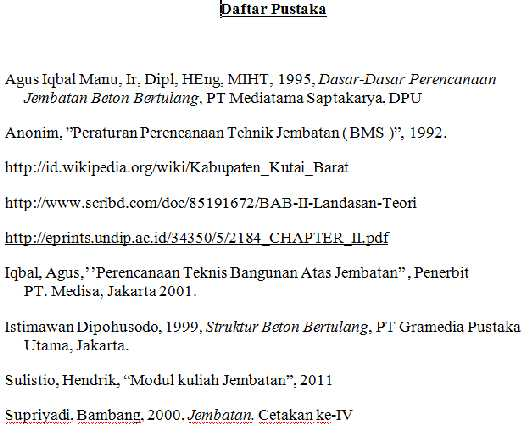 Daftar Pustaka
Agus Iqbal Manu, Ir, Dipl, HEng, MIHT, 1995, Dasar-Dasar Perencanaan
Jembatan Beton Bertulang, PT Mediatama Saptakarya. DPU
Anonim, ”Peraturan Perencanaan Tehnik Jembatan ( BMS )”, 1992.
http://id.wikipedia.org/wiki/Kabupaten_Kutai_Barat
http://www.scribd.com/doc/85191672/BAB-II-Landasan-Teori
http://eprints.undip.ac.id/34350/5/2184_CHAPTER_II.pdf
Iqbal, Agus,’’Perencanaan Teknis Bangunan Atas Jembatan” , Penerbit
PT. Medisa, Jakarta 2001.
Istimawan Dipohusodo, 1999, Struktur Beton Bertulang, PT Gramedia Pustaka
Utama, Jakarta.
Sulistio, Hendrik, “Modul kuliah Jembatan”, 2011
Supriyadi. Bambang, 2000. Jembatan. Cetakan ke-IV